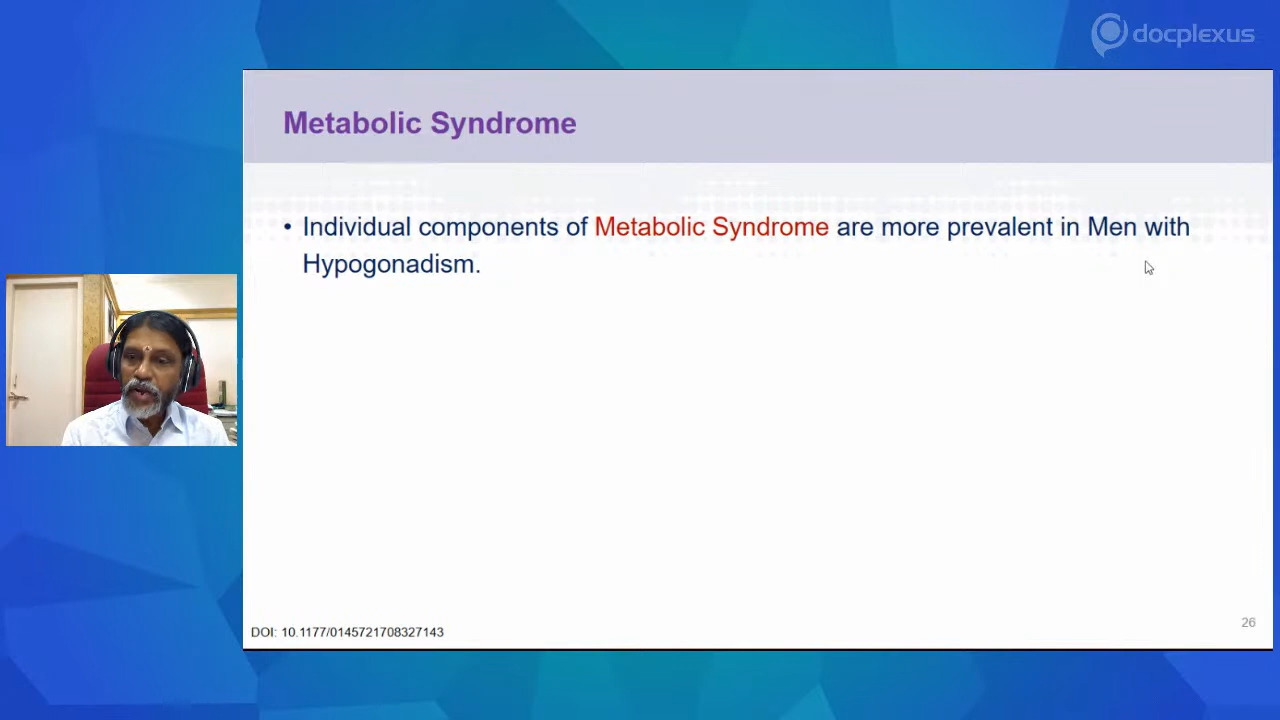 docplexus
Metabolic Syndrome
• Individual components of Metabolic Syndrome are more prevalent in Men with
Hypogonadism.
DOI: 10.1177/0145721708327143
26